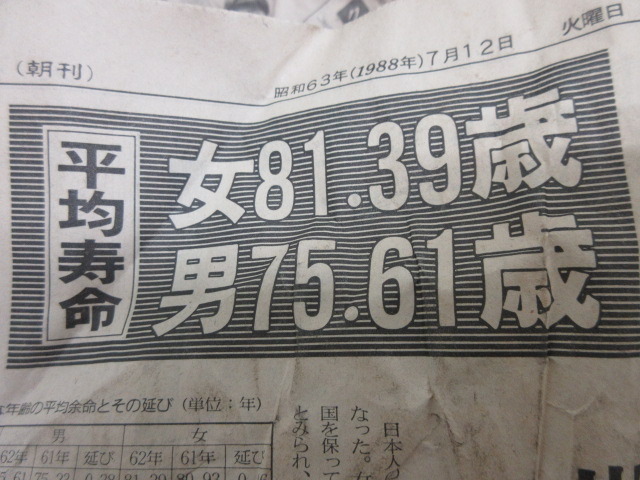 （朝刊）
昭和63年(1988年)7月12日
火曜日
平均寿命
女81.39歳
男75.61歳
な年齢の平均余命とその延び（単位：年）
男 女
62年 61年 延び 62年 61年 延び
日本人の
なった。女
国を保って
とみられ、